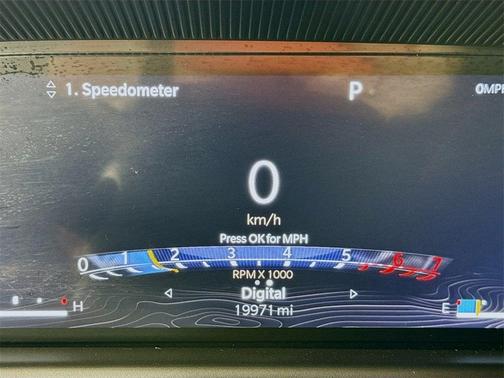 1. Speedometer P 0MPH
0
km/h
Press OK for MPH
0 1 2 3 4 5 6 7
RPM X 1000
Digital
H E
19971 mi